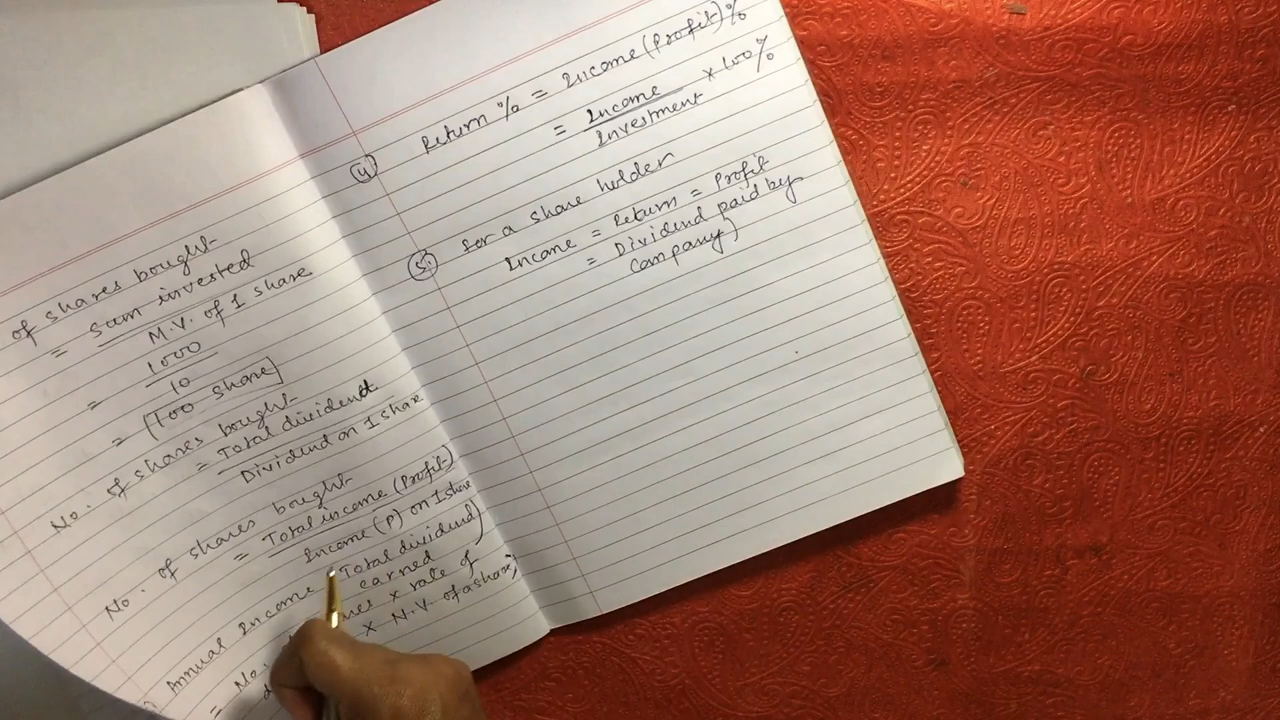 of shares bought
= Sum invested
M.V. of 1 share
= 1000
10
= (100 share)
No. of shares bought
= Total dividend
Dividend on 1 share
No. of shares bought
= Total income (Profit)
Income (P) on 1 share
Annual Income = Total dividend
earned)
= No. × rate of
× N.V. of a share
(4) Return % = Income (Profit) %
= Income × 100%
Investment
(5) For a share holder
Income = Return = Profit
= Dividend paid by
Company)